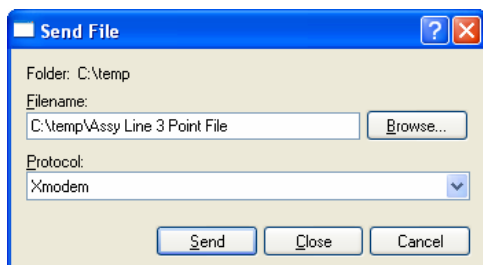 Send File
Folder: C:\temp
Filename:
C:\temp\Assy Line 3 Point File
Browse...
Protocol:
Xmodem
Send Close Cancel